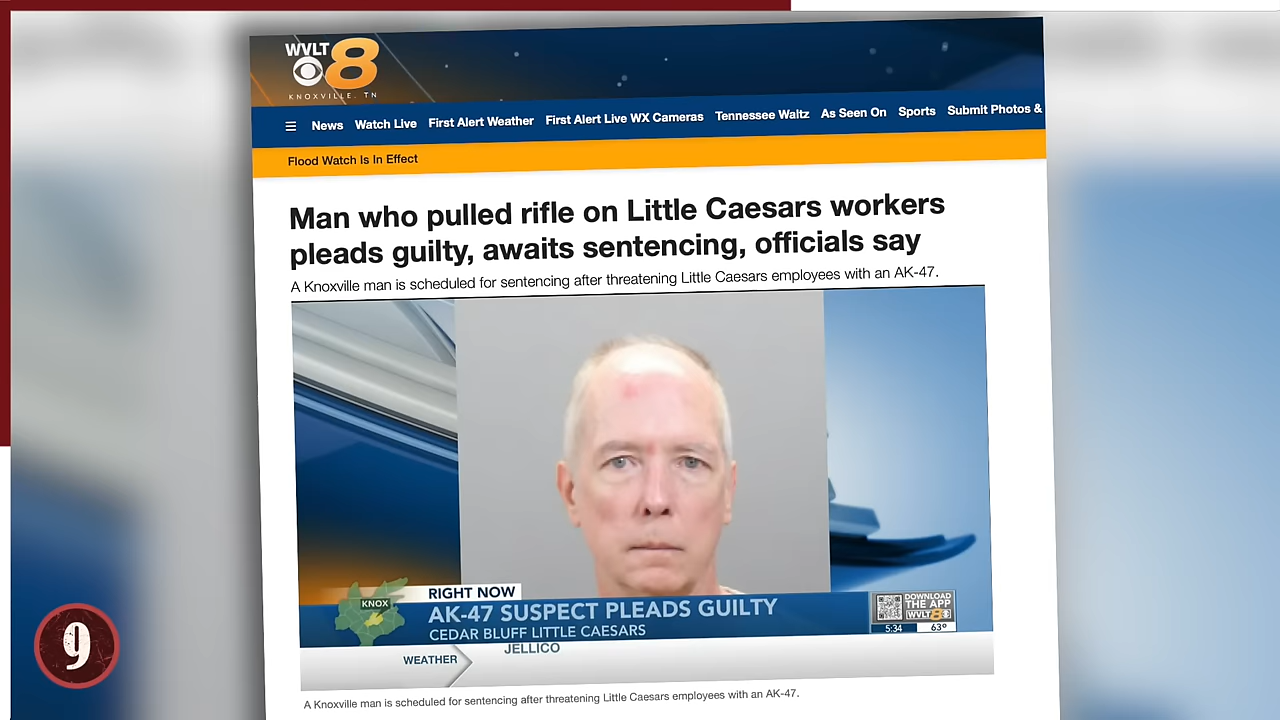 WVLT
8
KNOXVILLE, TN
News Watch Live First Alert Weather First Alert Live WX Cameras Tennessee Waltz As Seen On Sports Submit Photos &
Flood Watch Is In Effect
Man who pulled rifle on Little Caesars workers
pleads guilty, awaits sentencing, officials say
A Knoxville man is scheduled for sentencing after threatening Little Caesars employees with an AK-47.
KNOX
RIGHT NOW
AK-47 SUSPECT PLEADS GUILTY
CEDAR BLUFF LITTLE CAESARS
DOWNLOAD
THE APP
WVLT8
5:34 63°
JELLICO
WEATHER
A Knoxville man is scheduled for sentencing after threatening Little Caesars employees with an AK-47.
9